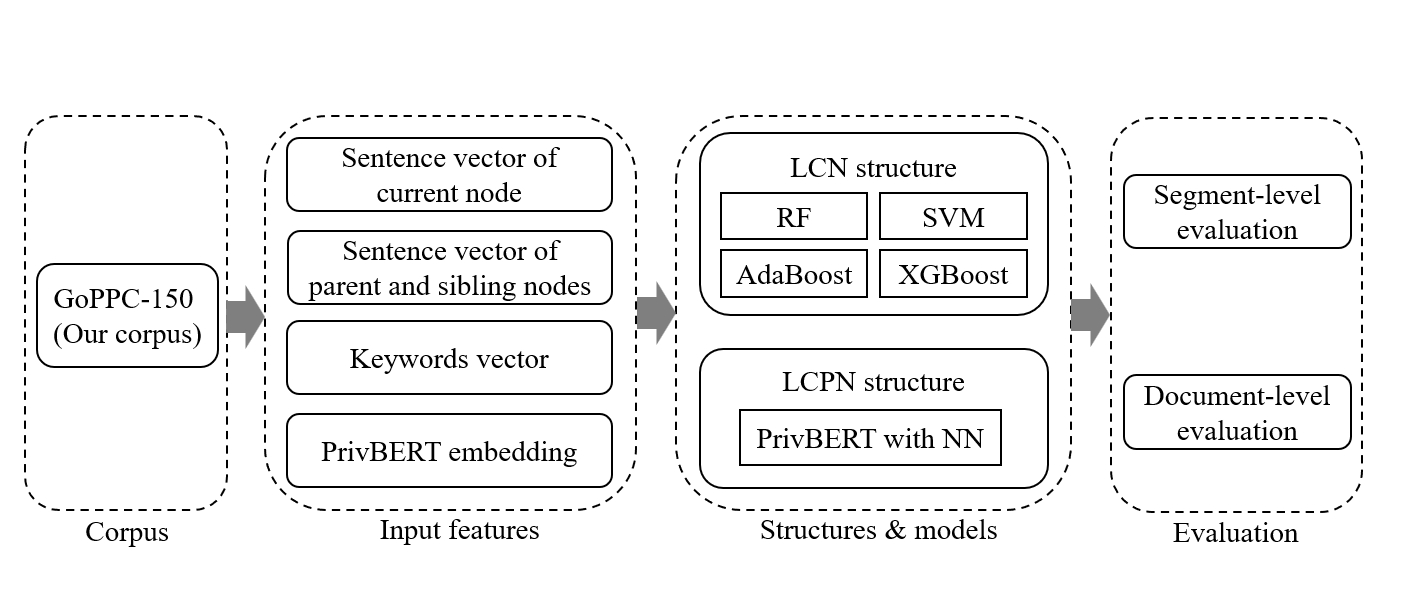 GoPPC-150
(Our corpus)
Corpus
Sentence vector of
current node
Sentence vector of
parent and sibling nodes
Keywords vector
PrivBERT embedding
Input features
LCN structure
RF
SVM
AdaBoost
XGBoost
LCPN structure
PrivBERT with NN
Structures & models
Segment-level
evaluation
Document-level
evaluation
Evaluation